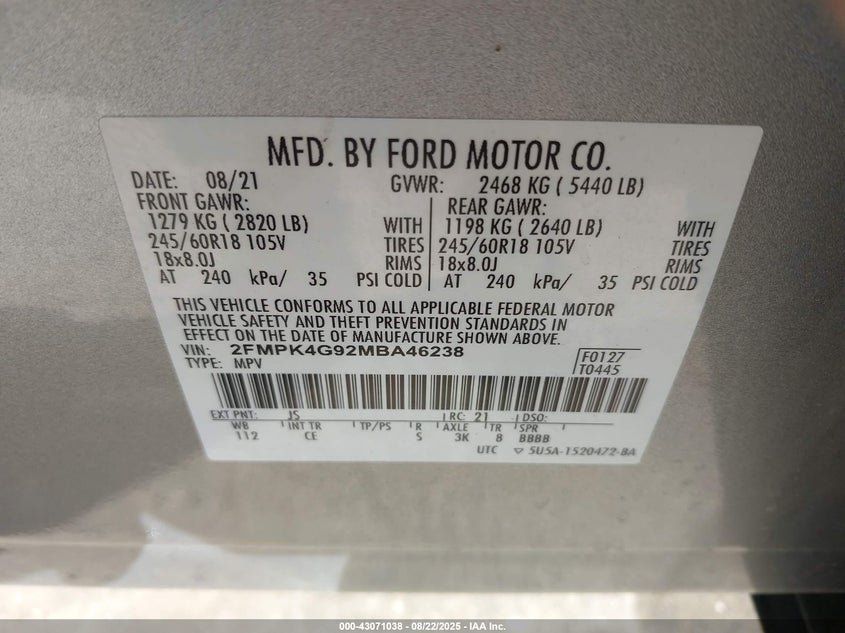 MFD. BY FORD MOTOR CO.
DATE: 08/21 GVWR: 2468 KG ( 5440 LB)
FRONT GAWR: REAR GAWR:
1279 KG ( 2820 LB) WITH 1198 KG ( 2640 LB) WITH
245/60R18 105V TIRES 245/60R18 105V TIRES
18x8.0J RIMS 18x8.0J RIMS
AT 240 kPa/ 35 PSI COLD AT 240 kPa/ 35 PSI COLD
THIS VEHICLE CONFORMS TO ALL APPLICABLE FEDERAL MOTOR
VEHICLE SAFETY AND THEFT PREVENTION STANDARDS IN
EFFECT ON THE DATE OF MANUFACTURE SHOWN ABOVE.
VIN: 2FMPK4G92MBA46238 F0127
TYPE: MPV T0445
EXT PNT: JS RC: 21 DSO:
WB INT TR TP/PS R AXLE TR SPR
112 CE S 3K 8 BBBB
UTC ▽ 5U5A-1520472-BA
000-43071038 - 08/22/2025 - IAA Inc.